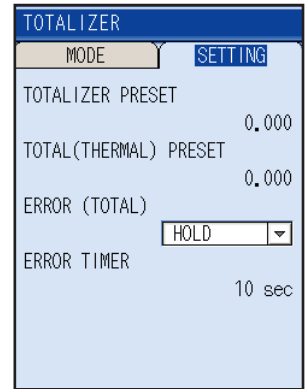 TOTALIZER
MODE SETTING
TOTALIZER PRESET
0.000
TOTAL(THERMAL) PRESET
0.000
ERROR (TOTAL)
HOLD
ERROR TIMER
10 sec